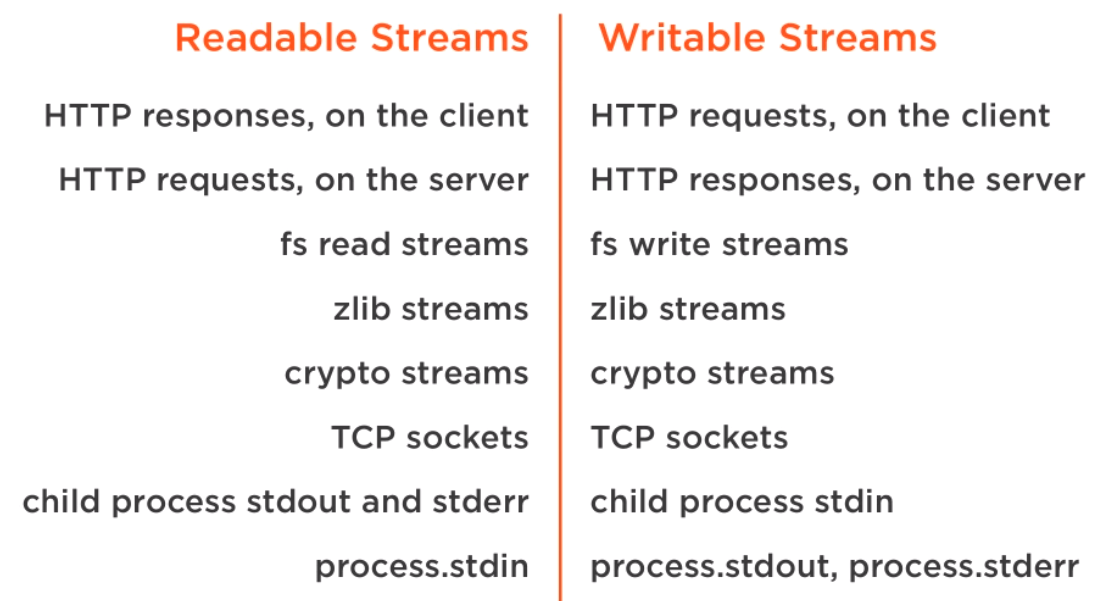 Readable Streams
HTTP responses, on the client
HTTP requests, on the server
fs read streams
zlib streams
crypto streams
TCP sockets
child process stdout and stderr
process.stdin
Writable Streams
HTTP requests, on the client
HTTP responses, on the server
fs write streams
zlib streams
crypto streams
TCP sockets
child process stdin
process.stdout, process.stderr